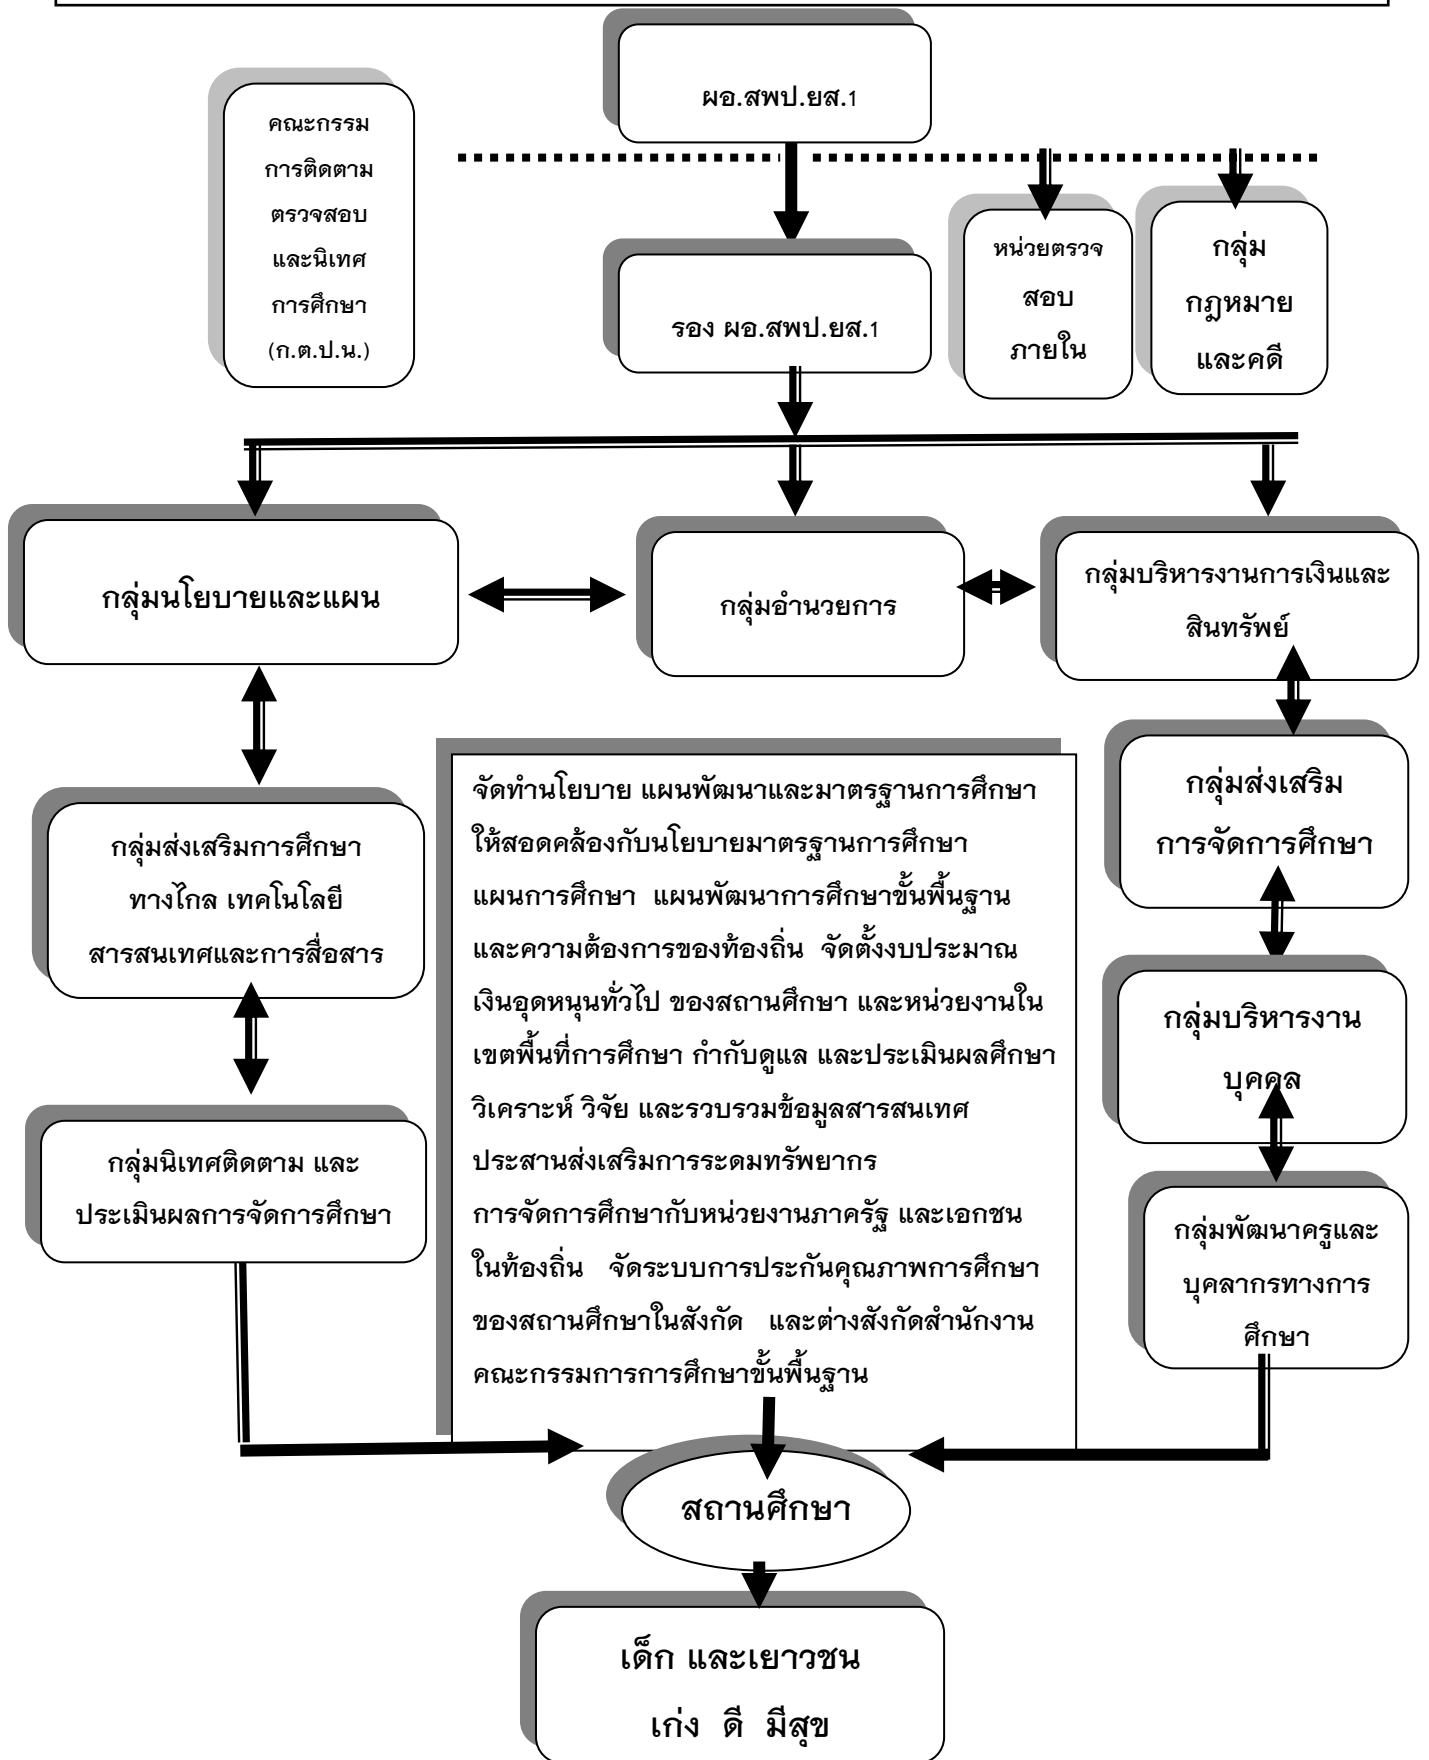 ผอ.สพป.ยส.1
คณะกรรม
การติดตาม
ตรวจสอบ
และนิเทศ
การศึกษา
(ก.ต.ป.น.)
รอง ผอ.สพป.ยส.1
หน่วยตรวจ
สอบ
ภายใน
กลุ่ม
กฎหมาย
และคดี
กลุ่มนโยบายและแผน
กลุ่มอำนวยการ
กลุ่มบริหารงานการเงินและ
สินทรัพย์
กลุ่มส่งเสริมการศึกษา
ทางไกล เทคโนโลยี
สารสนเทศและการสื่อสาร
กลุ่มนิเทศติดตาม และ
ประเมินผลการจัดการศึกษา
จัดทำนโยบาย แผนพัฒนาและมาตรฐานการศึกษา
ให้สอดคล้องกับนโยบายมาตรฐานการศึกษา
แผนการศึกษา แผนพัฒนาการศึกษาขั้นพื้นฐาน
และความต้องการของท้องถิ่น จัดตั้งงบประมาณ
เงินอุดหนุนทั่วไป ของสถานศึกษา และหน่วยงานใน
เขตพื้นที่การศึกษา กำกับดูแล และประเมินผลศึกษา
วิเคราะห์ วิจัย และรวบรวมข้อมูลสารสนเทศ
ประสานส่งเสริมการระดมทรัพยากร
การจัดการศึกษากับหน่วยงานภาครัฐ และเอกชน
ในท้องถิ่น จัดระบบการประกันคุณภาพการศึกษา
ของสถานศึกษาในสังกัด และต่างสังกัดสำนักงาน
คณะกรรมการการศึกษาขั้นพื้นฐาน
กลุ่มส่งเสริม
การจัดการศึกษา
กลุ่มบริหารงาน
บุคคล
กลุ่มพัฒนาครูและ
บุคลากรทางการ
ศึกษา
สถานศึกษา
เด็ก และเยาวชน
เก่ง ดี มีสุข